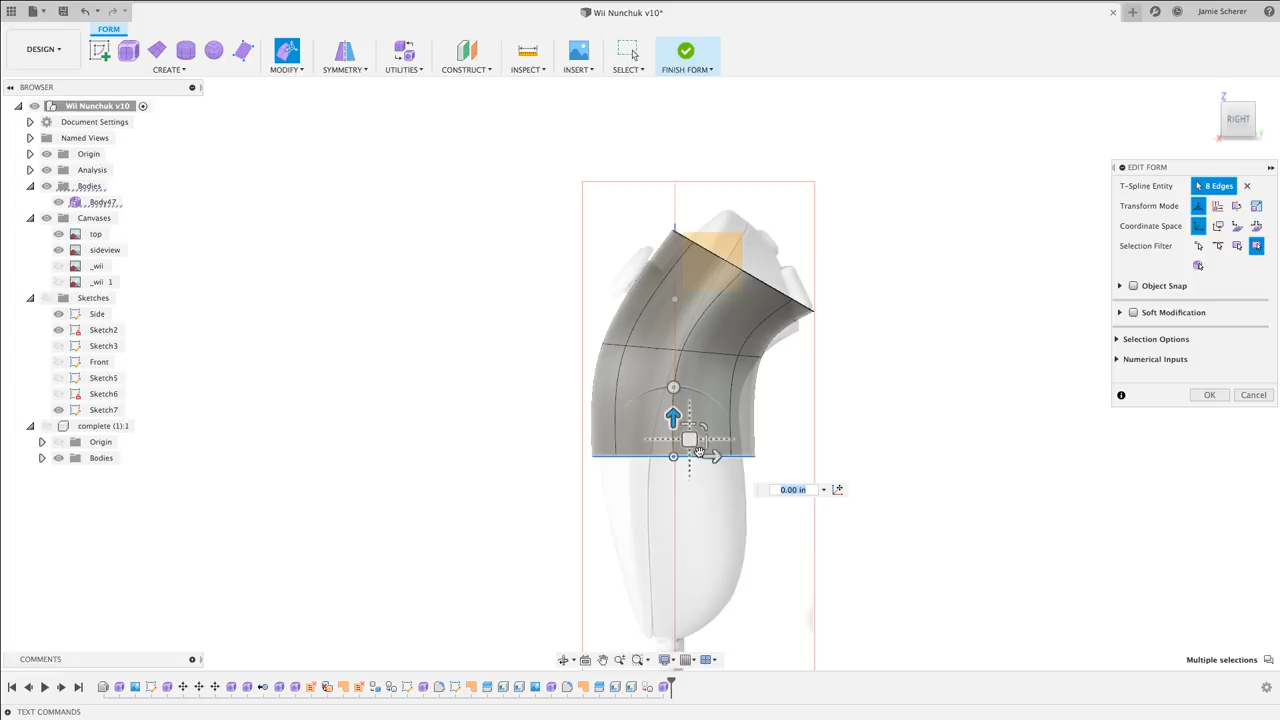 Wii Nunchuk v10*
Jamie Scherer
FORM
DESIGN
CREATE
MODIFY
SYMMETRY
UTILITIES
CONSTRUCT
INSPECT
INSERT
SELECT
FINISH FORM
BROWSER
Wii Nunchuk v10
Document Settings
Named Views
Origin
Analysis
Bodies
Body47
Canvases
top
sideview
_wii
_wii 1
Sketches
Side
Sketch2
Sketch3
Front
Sketch5
Sketch6
Sketch7
complete (1):1
Origin
Bodies
Z
RIGHT
X
Y
EDIT FORM
T-Spline Entity
8 Edges
Transform Mode
Coordinate Space
Selection Filter
Object Snap
Soft Modification
Selection Options
Numerical Inputs
OK
Cancel
0.00 in
COMMENTS
Multiple selections
TEXT COMMANDS